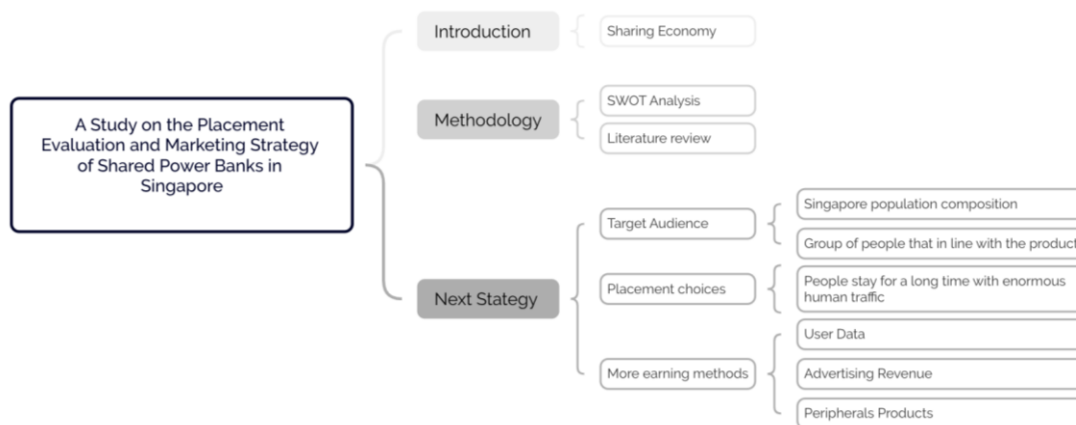 A Study on the Placement
Evaluation and Marketing Strategy
of Shared Power Banks in
Singapore
Introduction
Sharing Economy
Methodology
SWOT Analysis
Literature review
Next Stategy
Target Audience
Singapore population composition
Group of people that in line with the product
Placement choices
People stay for a long time with enormous
human traffic
More earning methods
User Data
Advertising Revenue
Peripherals Products